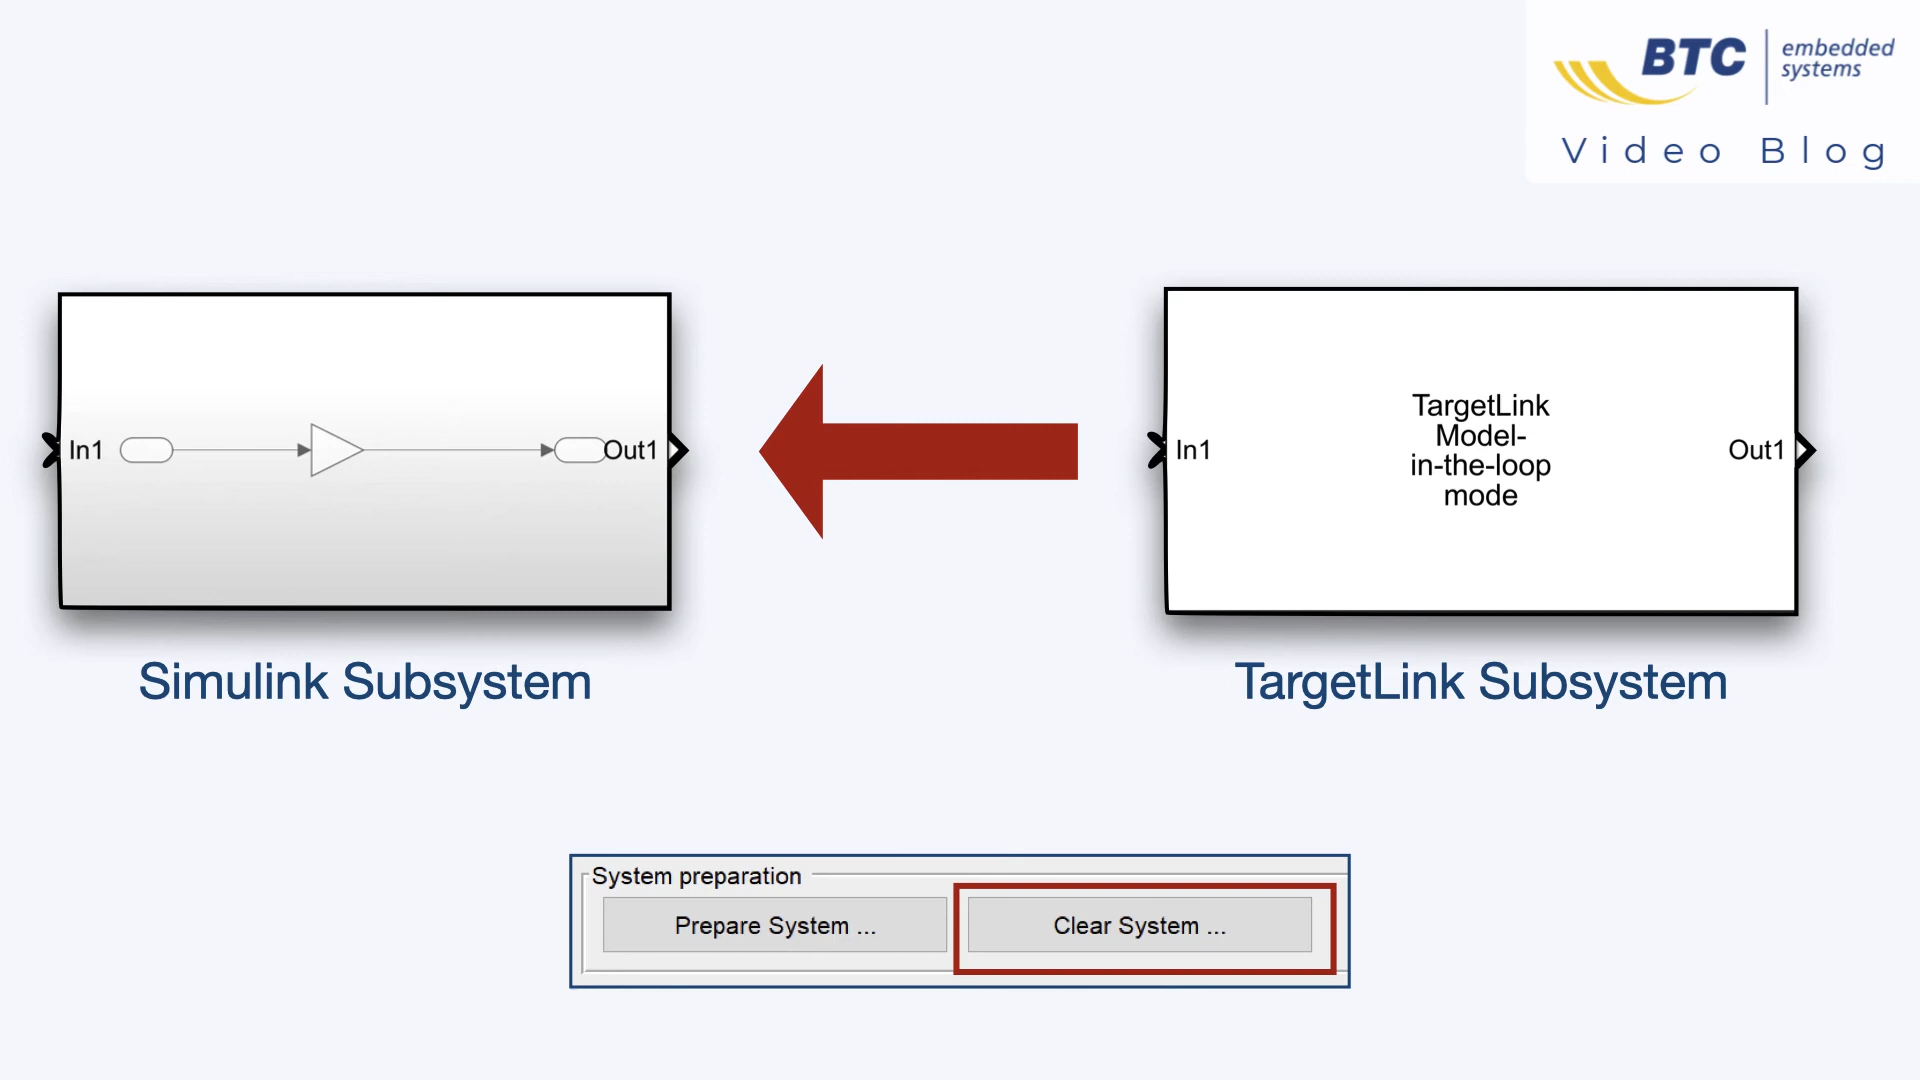 BTC
embedded
systems
Video Blog
In1
Out1
In1
TargetLink
Model-
in-the-loop
mode
Out1
Simulink Subsystem
TargetLink Subsystem
System preparation
Prepare System ...
Clear System ...